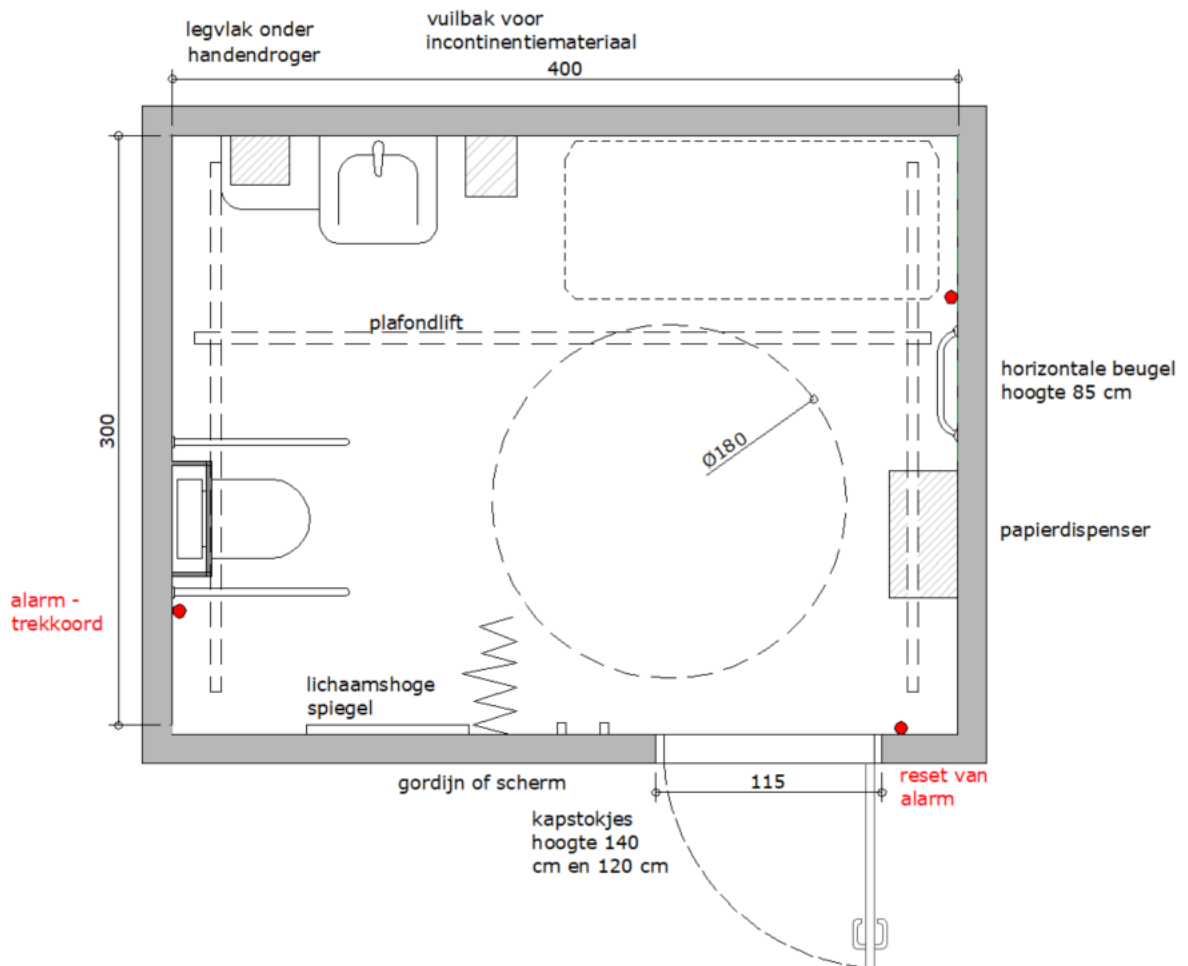 legvlak onder
handendroger
vuilbak voor
incontinentiemateriaal
400
plafondlift
300
Ø180
horizontale beugel
hoogte 85 cm
papierdispenser
alarm -
trekkoord
lichaamshoge
spiegel
gordijn of scherm
115
reset van
alarm
kapstokjes
hoogte 140
cm en 120 cm